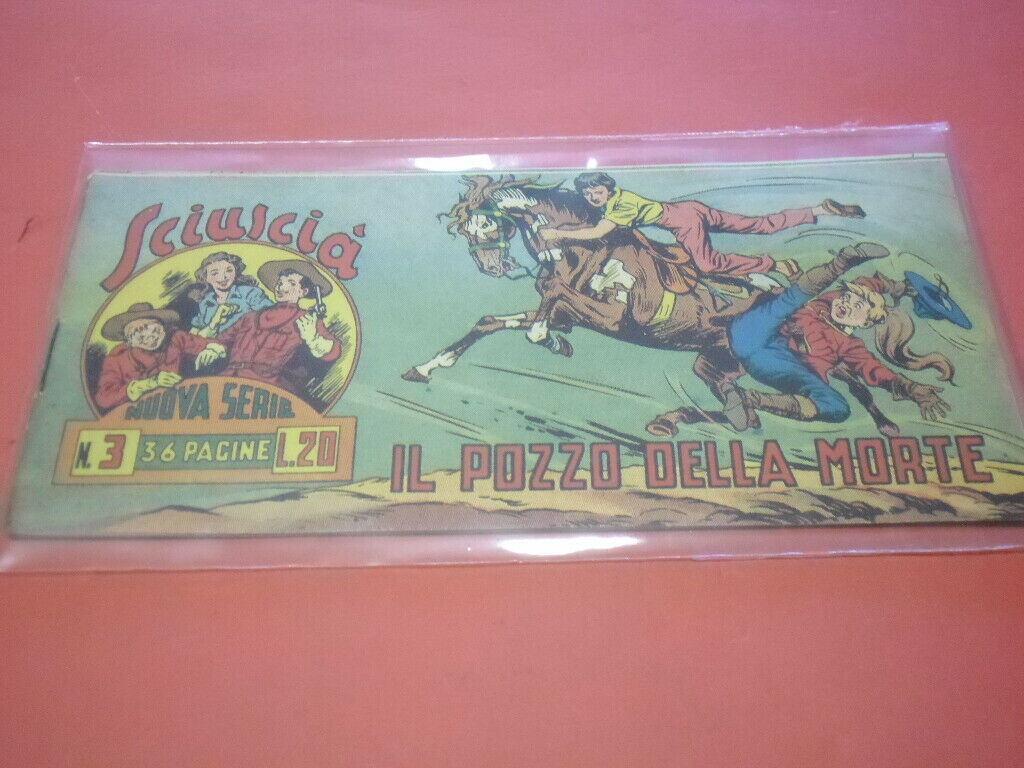 Sciuscià
NUOVA SERIE
N. 3 36 PAGINE L.20
IL POZZO DELLA MORTE